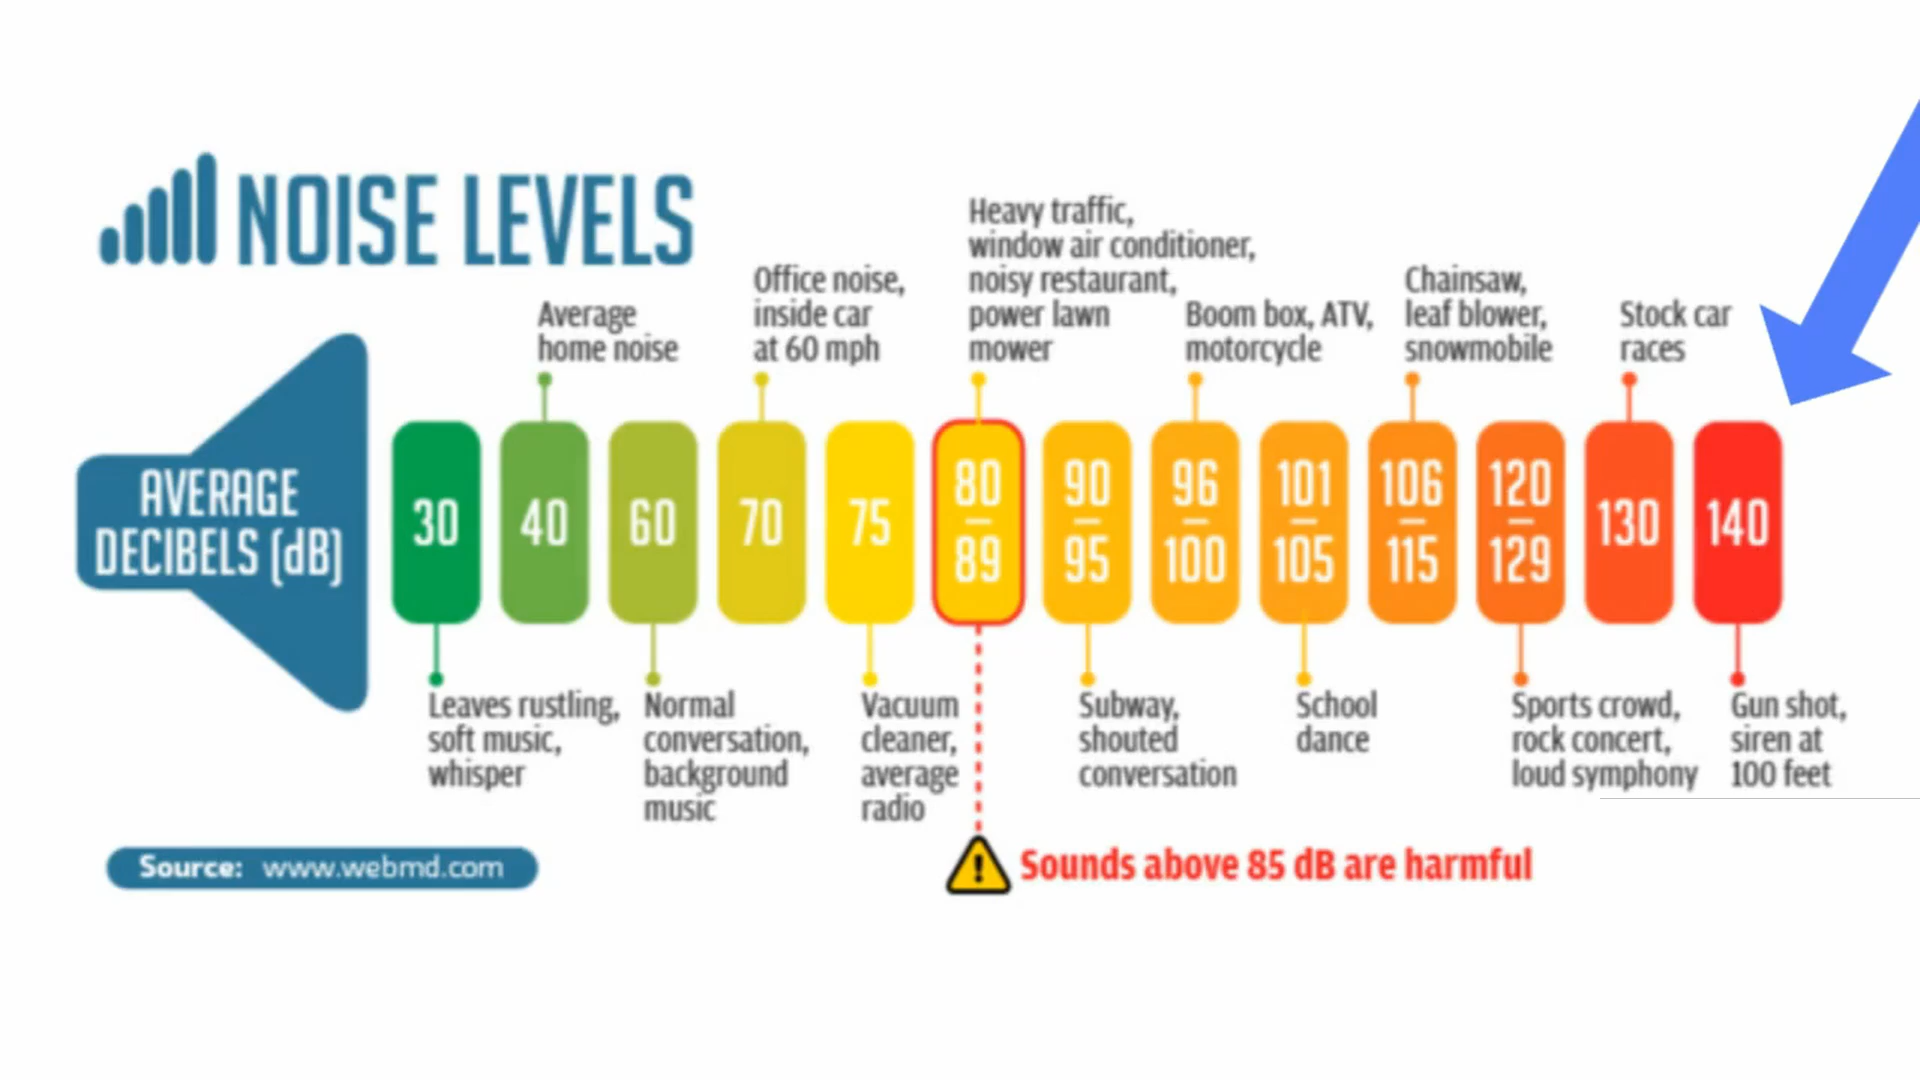 NOISE LEVELS
Heavy traffic,
window air conditioner,
noisy restaurant,
power lawn
mower
Office noise,
inside car
at 60 mph
Chainsaw,
leaf blower,
snowmobile
Average
home noise
Boom box, ATV,
motorcycle
Stock car
races
AVERAGE
DECIBELS (dB)
30
40
60
70
75
80
–
89
90
–
95
96
–
100
101
–
105
106
–
115
120
–
129
130
140
Leaves rustling,
soft music,
whisper
Normal
conversation,
background
music
Vacuum
cleaner,
average
radio
Subway,
shouted
conversation
School
dance
Sports crowd,
rock concert,
loud symphony
Gun shot,
siren at
100 feet
Source: www.webmd.com
! Sounds above 85 dB are harmful